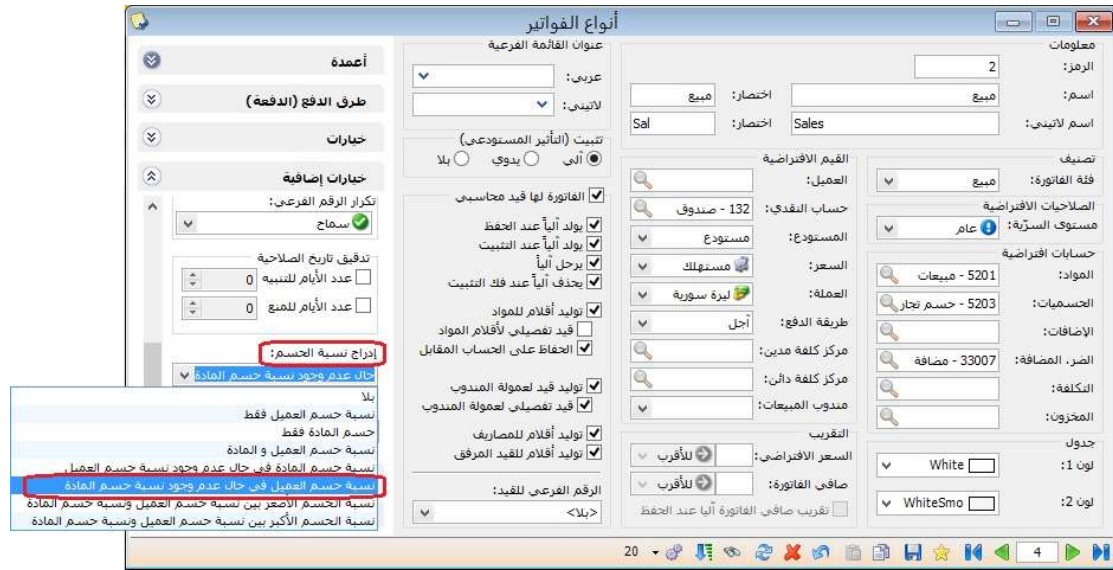 أنواع الفواتير
معلومات
الرمز: 2
اسم: مبيع اختصار: مبيع
اسم لاتيني: Sales اختصار: Sal
تصنيف
فئة الفاتورة: مبيع
الصلاحيات الافتراضية
مستوى السرّية: عام
حسابات افتراضية
المواد: 5201 - مبيعات
الحسميات: 5203 - حسم تجار
الإضافات:
الضر. المضافة: 33007 - مضافة
التكلفة:
المخزون:
جدول
لون 1: White
لون 2: WhiteSmo
القيم الافتراضية
العميل:
حساب النقدي: 132 - صندوق
المستودع: مستودع
السعر: مستهلك
العملة: ليرة سورية
طريقة الدفع: آجل
مركز كلفة مدين:
مركز كلفة دائن:
مندوب المبيعات:
التقريب
السعر الافتراضي: للأقرب
صافي الفاتورة: للأقرب
تقريب صافي الفاتورة آليا عند الحفظ
عنوان القائمة الفرعية
عربي:
لاتيني:
تثبيت (التأثير المستودعي)
آلي يدوي بلا
الفاتورة لها قيد محاسبي
يولد آلياً عند الحفظ
يولد آلياً عند التثبيت
يرحل آلياً
يحذف آلياً عند فك التثبيت
توليد أقلام للمواد
قيد تفصيلي لأقلام المواد
الحفاظ على الحساب المقابل
توليد قيد لعمولة المندوب
قيد تفصيلي لعمولة المندوب
توليد أقلام للمصاريف
توليد أقلام للقيد المرفق
الرقم الفرعي للقيد:
<بلا>
أعمدة
طرق الدفع (الدفعة)
خيارات
خيارات إضافية
تكرار الرقم الفرعي:
سماح
تدقيق تاريخ الصلاحية
عدد الأيام للتنبيه 0
عدد الأيام للمنع 0
إدراج نسبة الحسم:
حال عدم وجود نسبة حسم المادة
بلا
نسبة حسم العميل فقط
حسم المادة فقط
نسبة حسم العميل و المادة
نسبة حسم المادة في حال عدم وجود نسبة حسم العميل
نسبة حسم العميل في حال عدم وجود نسبة حسم المادة
نسبة الحسم الأصغر بين نسبة حسم العميل ونسبة حسم المادة
نسبة الحسم الأكبر بين نسبة حسم العميل ونسبة حسم المادة
4
20